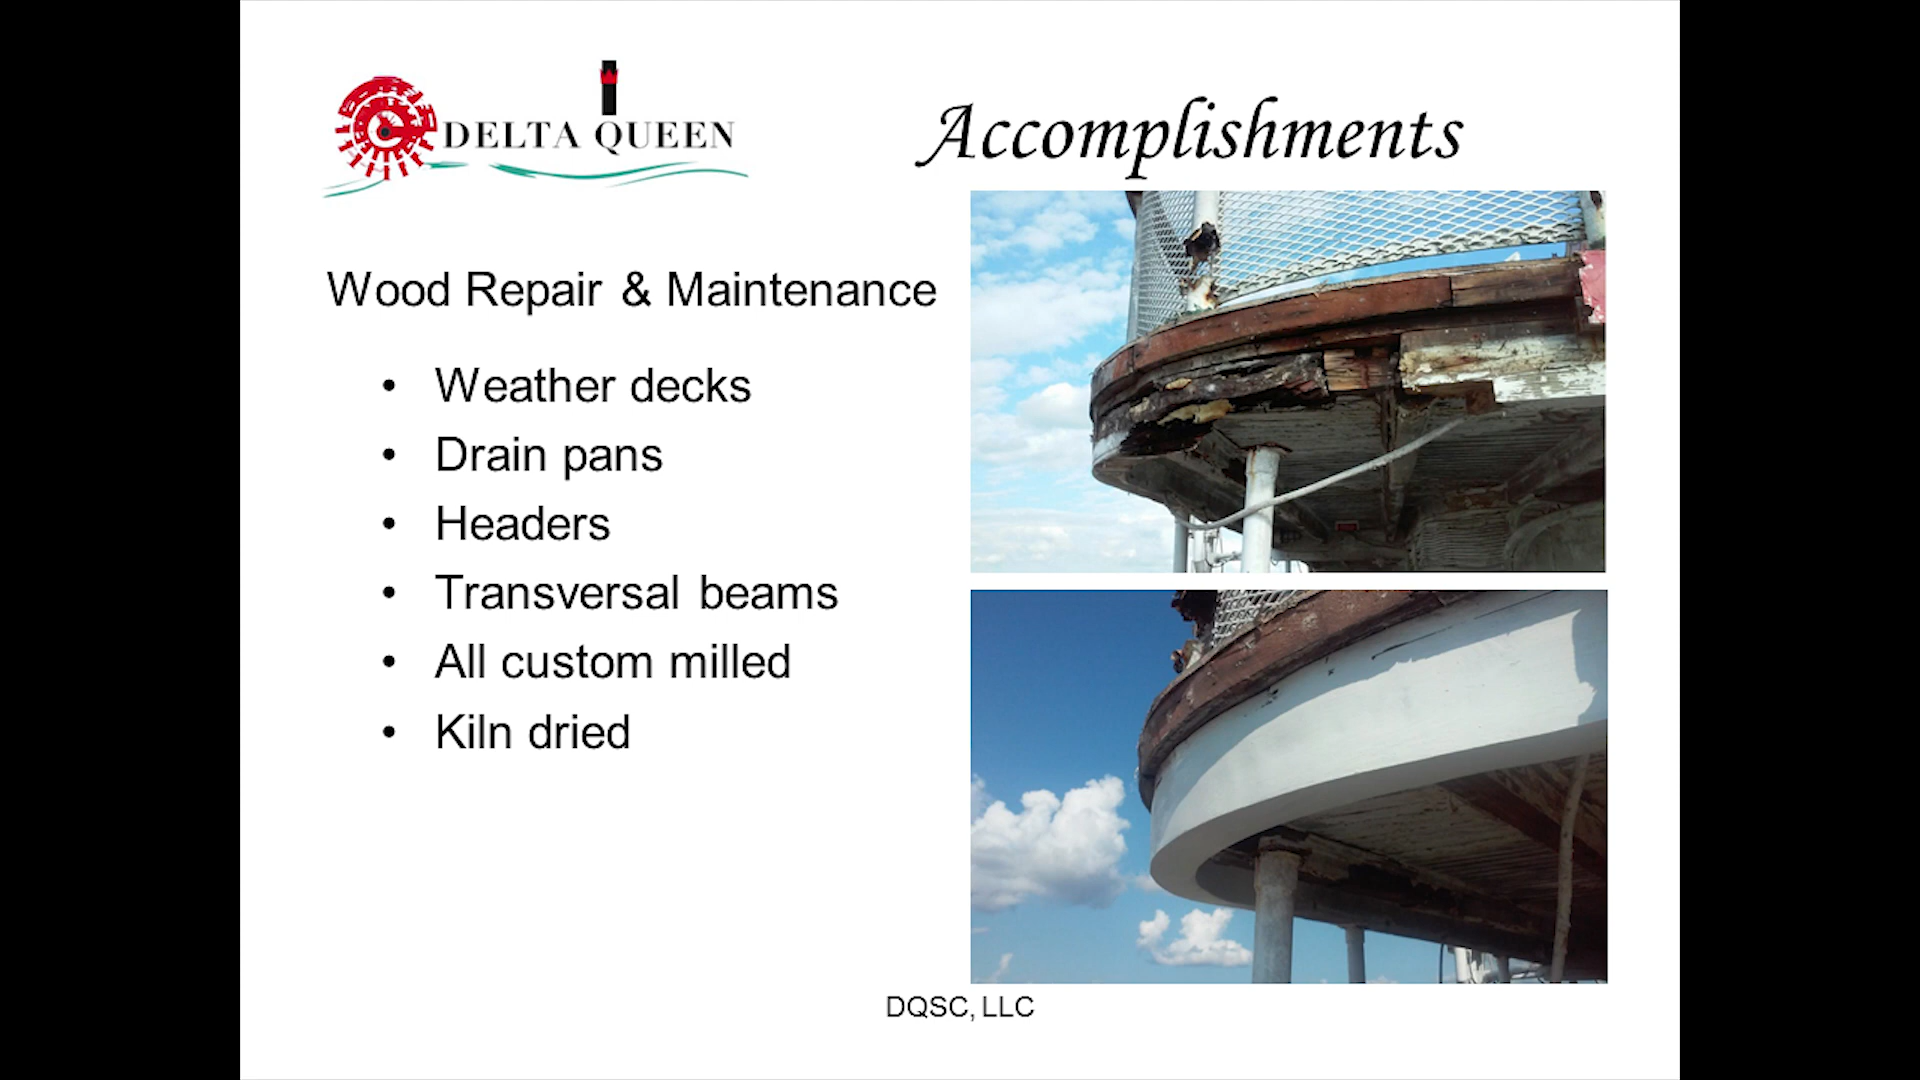 DELTA QUEEN
Accomplishments
Wood Repair & Maintenance
• Weather decks
• Drain pans
• Headers
• Transversal beams
• All custom milled
• Kiln dried
DQSC, LLC